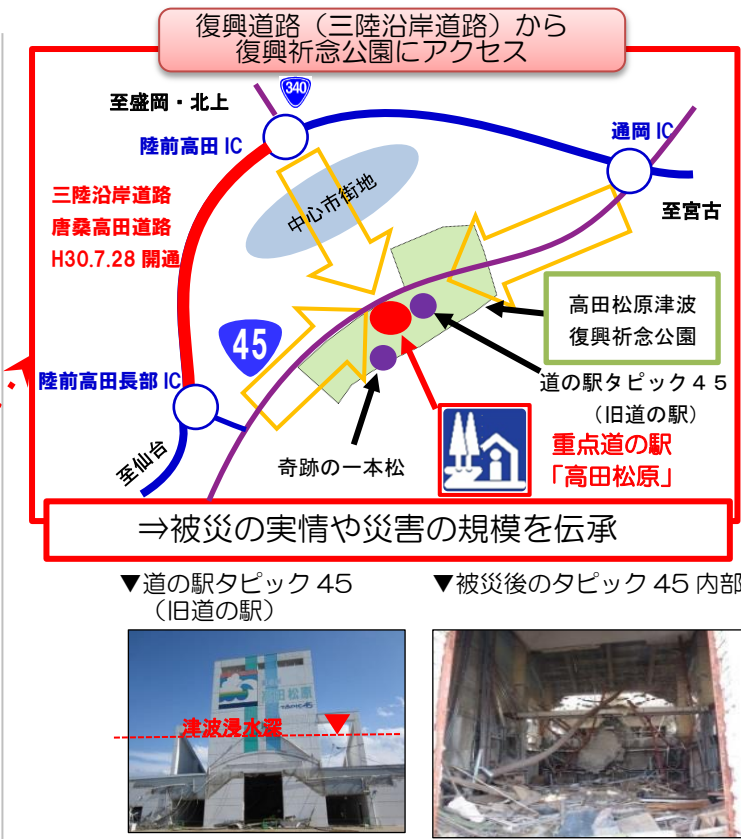 復興道路（三陸沿岸道路）から
復興祈念公園にアクセス
340
至盛岡・北上
陸前高田 IC
通岡 IC
三陸沿岸道路
唐桑高田道路
H30.7.28 開通
中心市街地
至宮古
高田松原津波
復興祈念公園
45
陸前高田長部 IC
道の駅タピック４５
（旧道の駅）
至仙台
奇跡の一本松
重点道の駅
「高田松原」
⇒被災の実情や災害の規模を伝承
▼道の駅タピック 45
（旧道の駅）
▼被災後のタピック 45 内部
高田松原
TAPIC45
津波浸水深